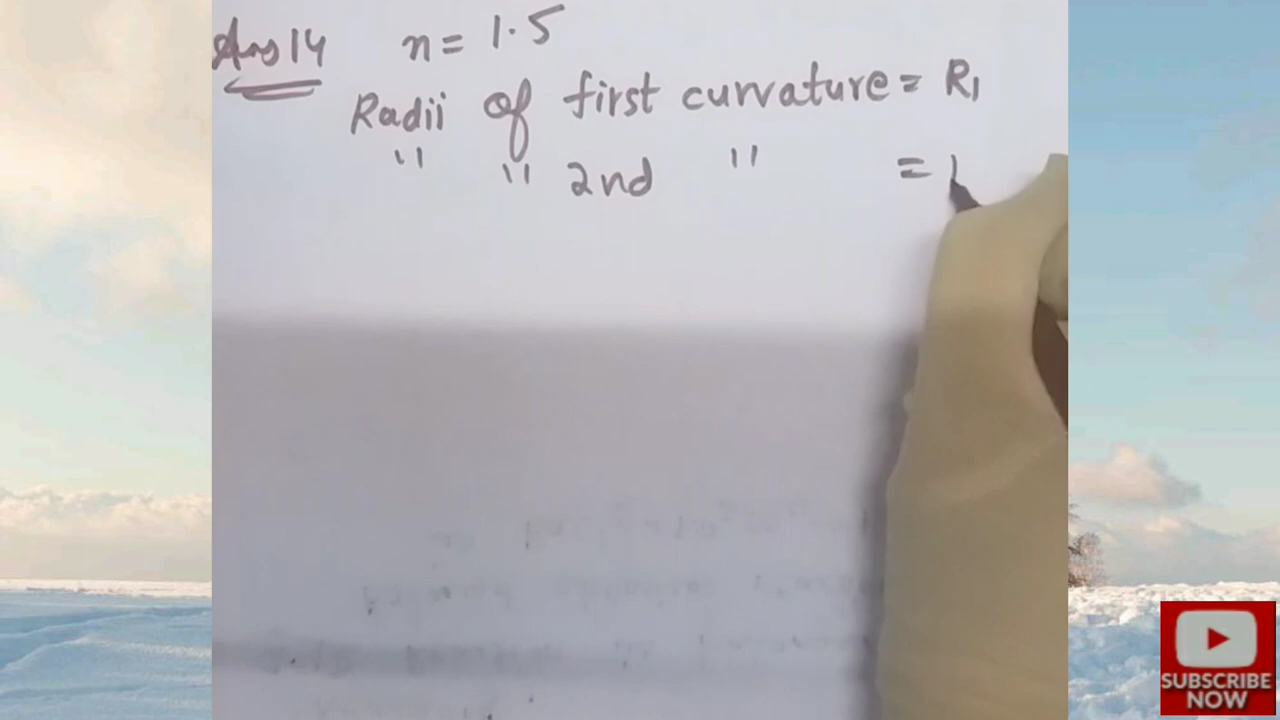 Ans 14 n = 1.5
Radii of first curvature = R1
" " 2nd " =
SUBSCRIBE
NOW